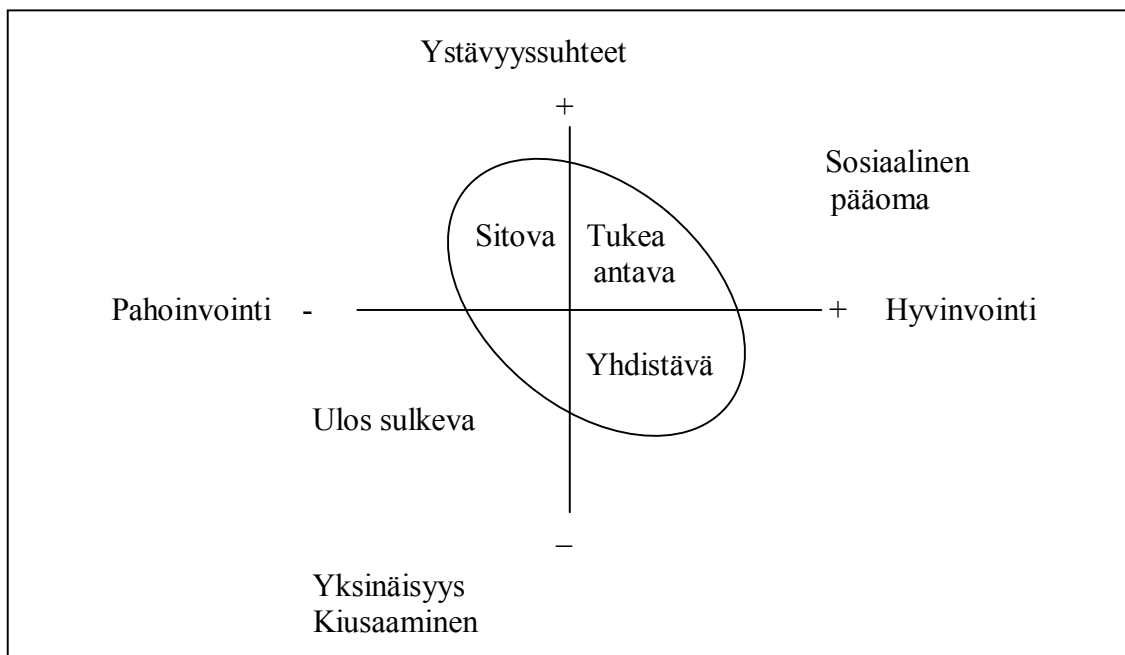 Ystävyyssuhteet
+
Sosiaalinen
pääoma
Sitova Tukea
antava
Pahoinvointi - + Hyvinvointi
Yhdistävä
Ulos sulkeva
–
Yksinäisyys
Kiusaaminen